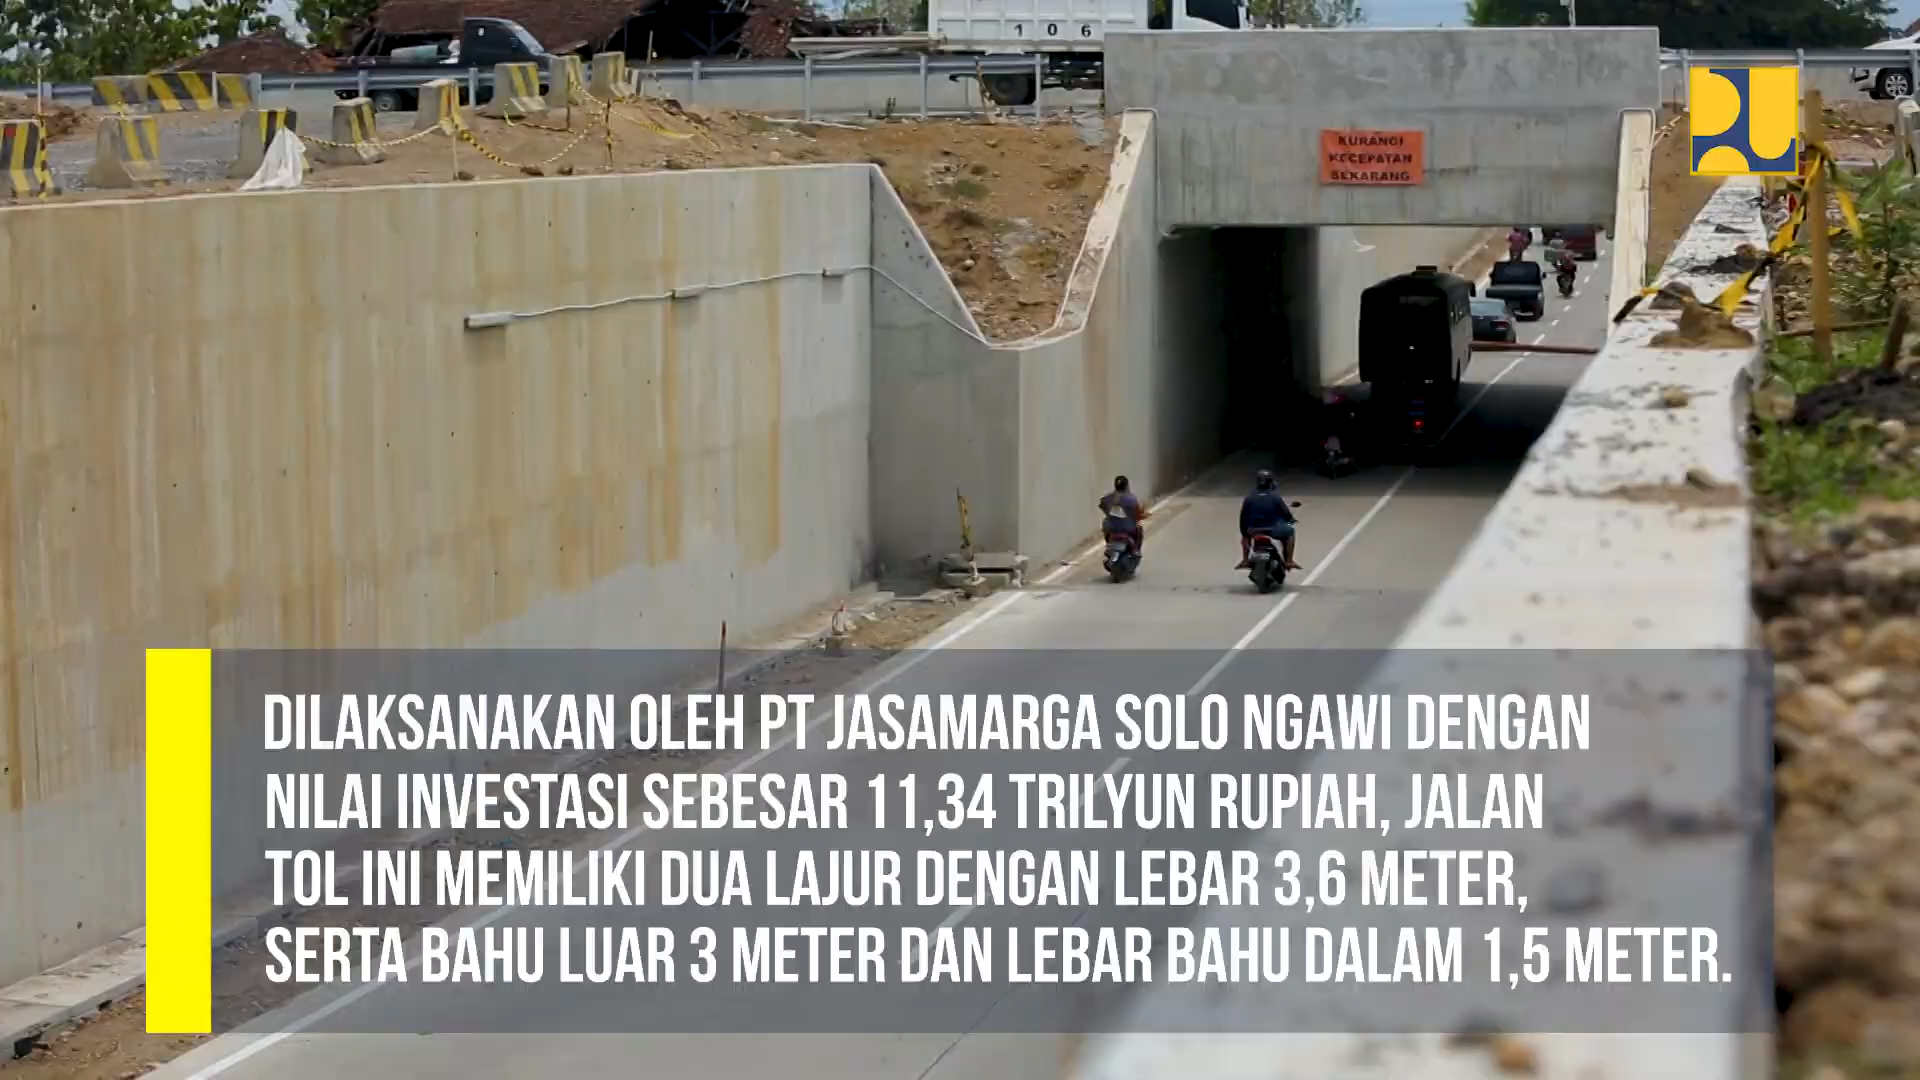 106
KURANGI
KECEPATAN
SEKARANG
PU
DILAKSANAKAN OLEH PT JASAMARGA SOLO NGAWI DENGAN
NILAI INVESTASI SEBESAR 11,34 TRILYUN RUPIAH, JALAN
TOL INI MEMILIKI DUA LAJUR DENGAN LEBAR 3,6 METER,
SERTA BAHU LUAR 3 METER DAN LEBAR BAHU DALAM 1,5 METER.